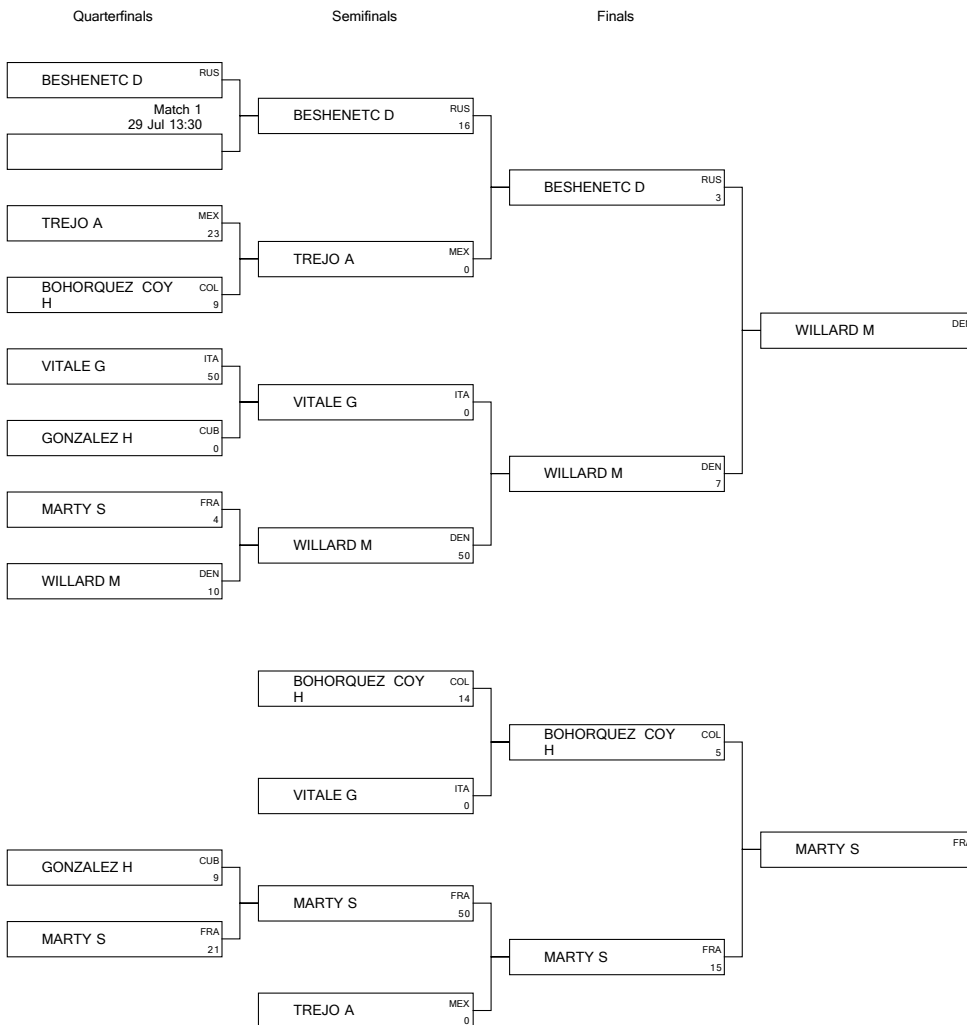 Quarterfinals Semifinals Finals
BESHENETC D RUS
Match 1
29 Jul 13:30
BESHENETC D RUS
16
BESHENETC D RUS
3
TREJO A MEX
23
TREJO A MEX
0
BOHORQUEZ COY COL
H 9
WILLARD M DEN
VITALE G ITA
50
VITALE G ITA
0
GONZALEZ H CUB
0
WILLARD M DEN
7
MARTY S FRA
4
WILLARD M DEN
50
WILLARD M DEN
10
BOHORQUEZ COY COL
H 14
BOHORQUEZ COY COL
H 5
VITALE G ITA
0
MARTY S FRA
GONZALEZ H CUB
9
MARTY S FRA
50
MARTY S FRA
21
MARTY S FRA
15
TREJO A MEX
0